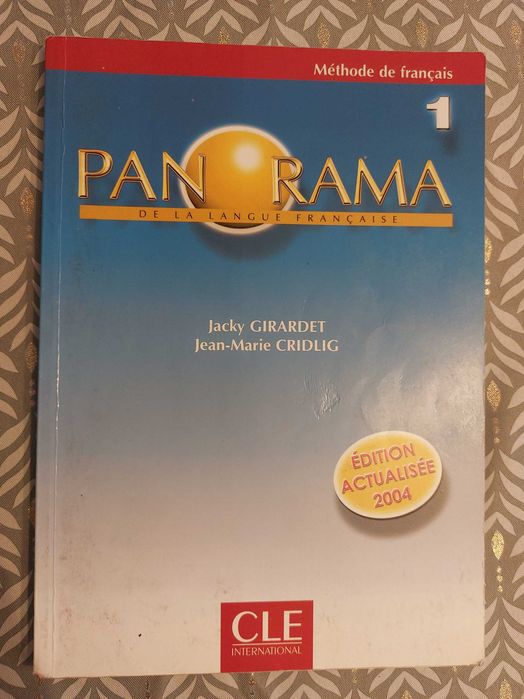 Méthode de français
1
PANORAMA
DE LA LANGUE FRANÇAISE
Jacky GIRARDET
Jean-Marie CRIDLIG
ÉDITION
ACTUALISÉE
2004
CLE
INTERNATIONAL